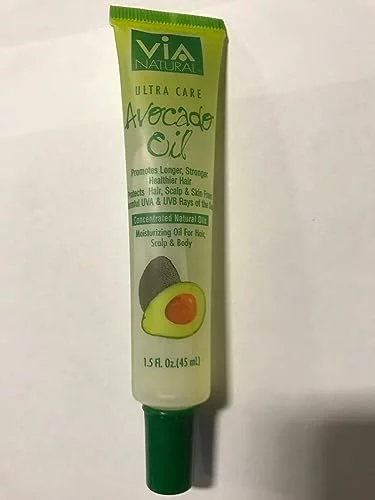 ViA
NATURAL
ULTRA CARE
Avocado
Oil
Promotes Longer, Stronger
Healthier Hair
Protects Hair, Scalp & Skin From
Harmful UVA & UVB Rays of the
Concentrated Natural Oils
Moisturizing Oil For Hair,
Scalp & Body
1.5 Fl. Oz.(45 mL)